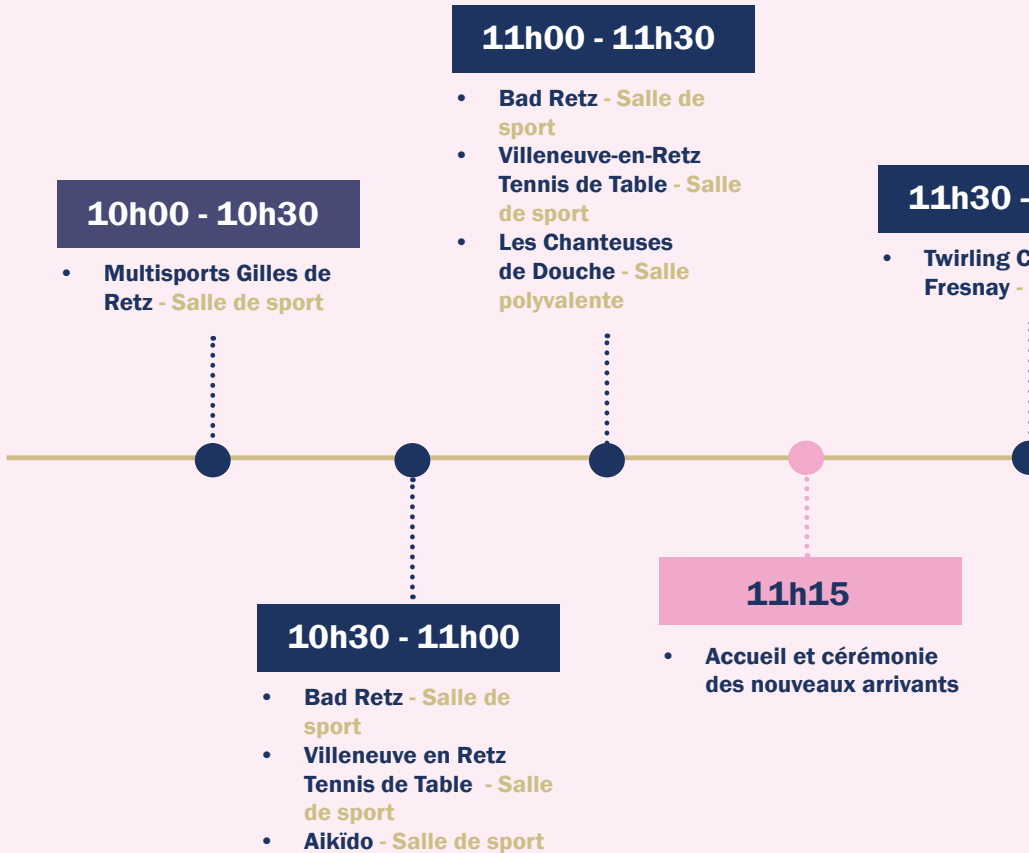 10h00 - 10h30
• Multisports Gilles de
Retz - Salle de sport
10h30 - 11h00
• Bad Retz - Salle de
sport
• Villeneuve en Retz
Tennis de Table - Salle
de sport
• Aikïdo - Salle de sport
11h00 - 11h30
• Bad Retz - Salle de
sport
• Villeneuve-en-Retz
Tennis de Table - Salle
de sport
• Les Chanteuses
de Douche - Salle
polyvalente
11h15
• Accueil et cérémonie
des nouveaux arrivants
11h30 -
• Twirling C
Fresnay -